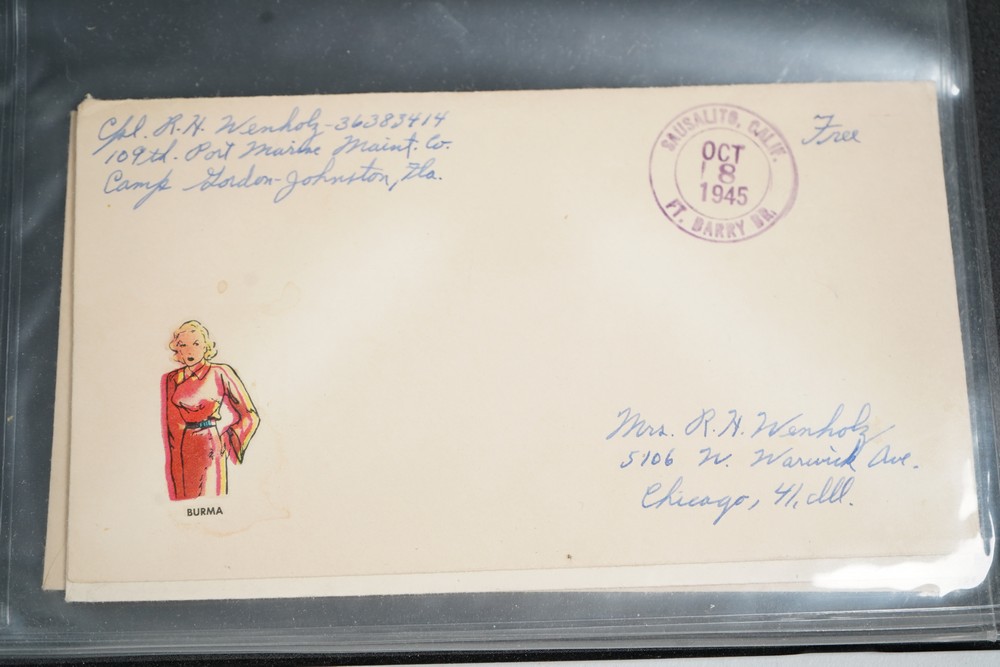 Cpl. R. H. Wenholz - 36383414
109th. Port Marine Maint. Co.
Camp Gordon-Johnston, Fla.
SAUSALITO, CALIF.
OCT
8
1945
FT. BARRY BR.
Free
Mrs. R. H. Wenholz
5106 W. Warwick Ave.
Chicago, 41, Ill.
BURMA